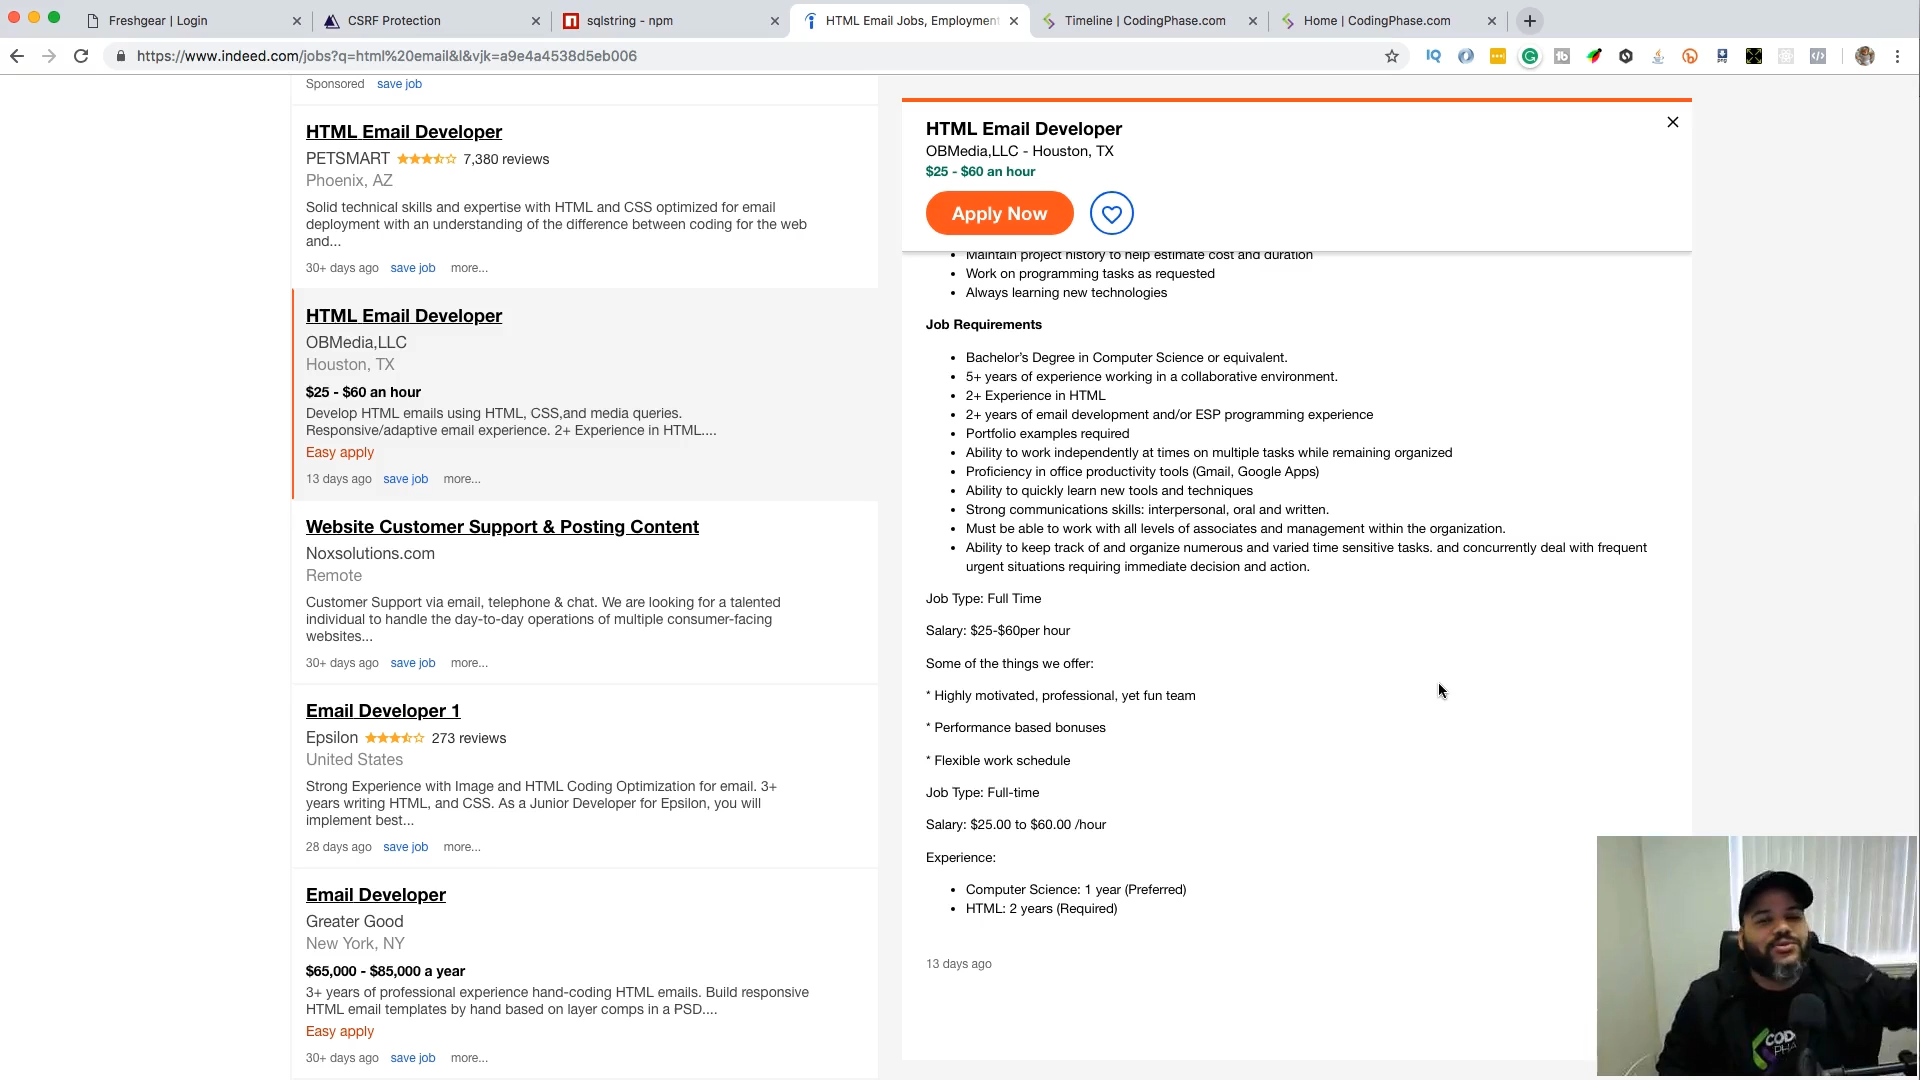 Freshgear | Login
CSRF Protection
sqlstring - npm
HTML Email Jobs, Employmen
Timeline | CodingPhase.com
Home | CodingPhase.com
https://www.indeed.com/jobs?q=html%20email&l&vjk=a9e4a4538d5eb006
Sponsored save job
HTML Email Developer
PETSMART 7,380 reviews
Phoenix, AZ
Solid technical skills and expertise with HTML and CSS optimized for email
deployment with an understanding of the difference between coding for the web
and...
30+ days ago save job more...
HTML Email Developer
OBMedia,LLC
Houston, TX
$25 - $60 an hour
Develop HTML emails using HTML, CSS,and media queries.
Responsive/adaptive email experience. 2+ Experience in HTML....
Easy apply
13 days ago save job more...
Website Customer Support & Posting Content
Noxsolutions.com
Remote
Customer Support via email, telephone & chat. We are looking for a talented
individual to handle the day-to-day operations of multiple consumer-facing
websites...
30+ days ago save job more...
Email Developer 1
Epsilon 273 reviews
United States
Strong Experience with Image and HTML Coding Optimization for email. 3+
years writing HTML, and CSS. As a Junior Developer for Epsilon, you will
implement best...
28 days ago save job more...
Email Developer
Greater Good
New York, NY
$65,000 - $85,000 a year
3+ years of professional experience hand-coding HTML emails. Build responsive
HTML email templates by hand based on layer comps in a PSD....
Easy apply
30+ days ago save job more...
HTML Email Developer
OBMedia,LLC - Houston, TX
$25 - $60 an hour
Apply Now
• Maintain project history to help estimate cost and duration
• Work on programming tasks as requested
• Always learning new technologies
Job Requirements
• Bachelor's Degree in Computer Science or equivalent.
• 5+ years of experience working in a collaborative environment.
• 2+ Experience in HTML
• 2+ years of email development and/or ESP programming experience
• Portfolio examples required
• Ability to work independently at times on multiple tasks while remaining organized
• Proficiency in office productivity tools (Gmail, Google Apps)
• Ability to quickly learn new tools and techniques
• Strong communications skills: interpersonal, oral and written.
• Must be able to work with all levels of associates and management within the organization.
• Ability to keep track of and organize numerous and varied time sensitive tasks. and concurrently deal with frequent
urgent situations requiring immediate decision and action.
Job Type: Full Time
Salary: $25-$60per hour
Some of the things we offer:
* Highly motivated, professional, yet fun team
* Performance based bonuses
* Flexible work schedule
Job Type: Full-time
Salary: $25.00 to $60.00 /hour
Experience:
• Computer Science: 1 year (Preferred)
• HTML: 2 years (Required)
13 days ago